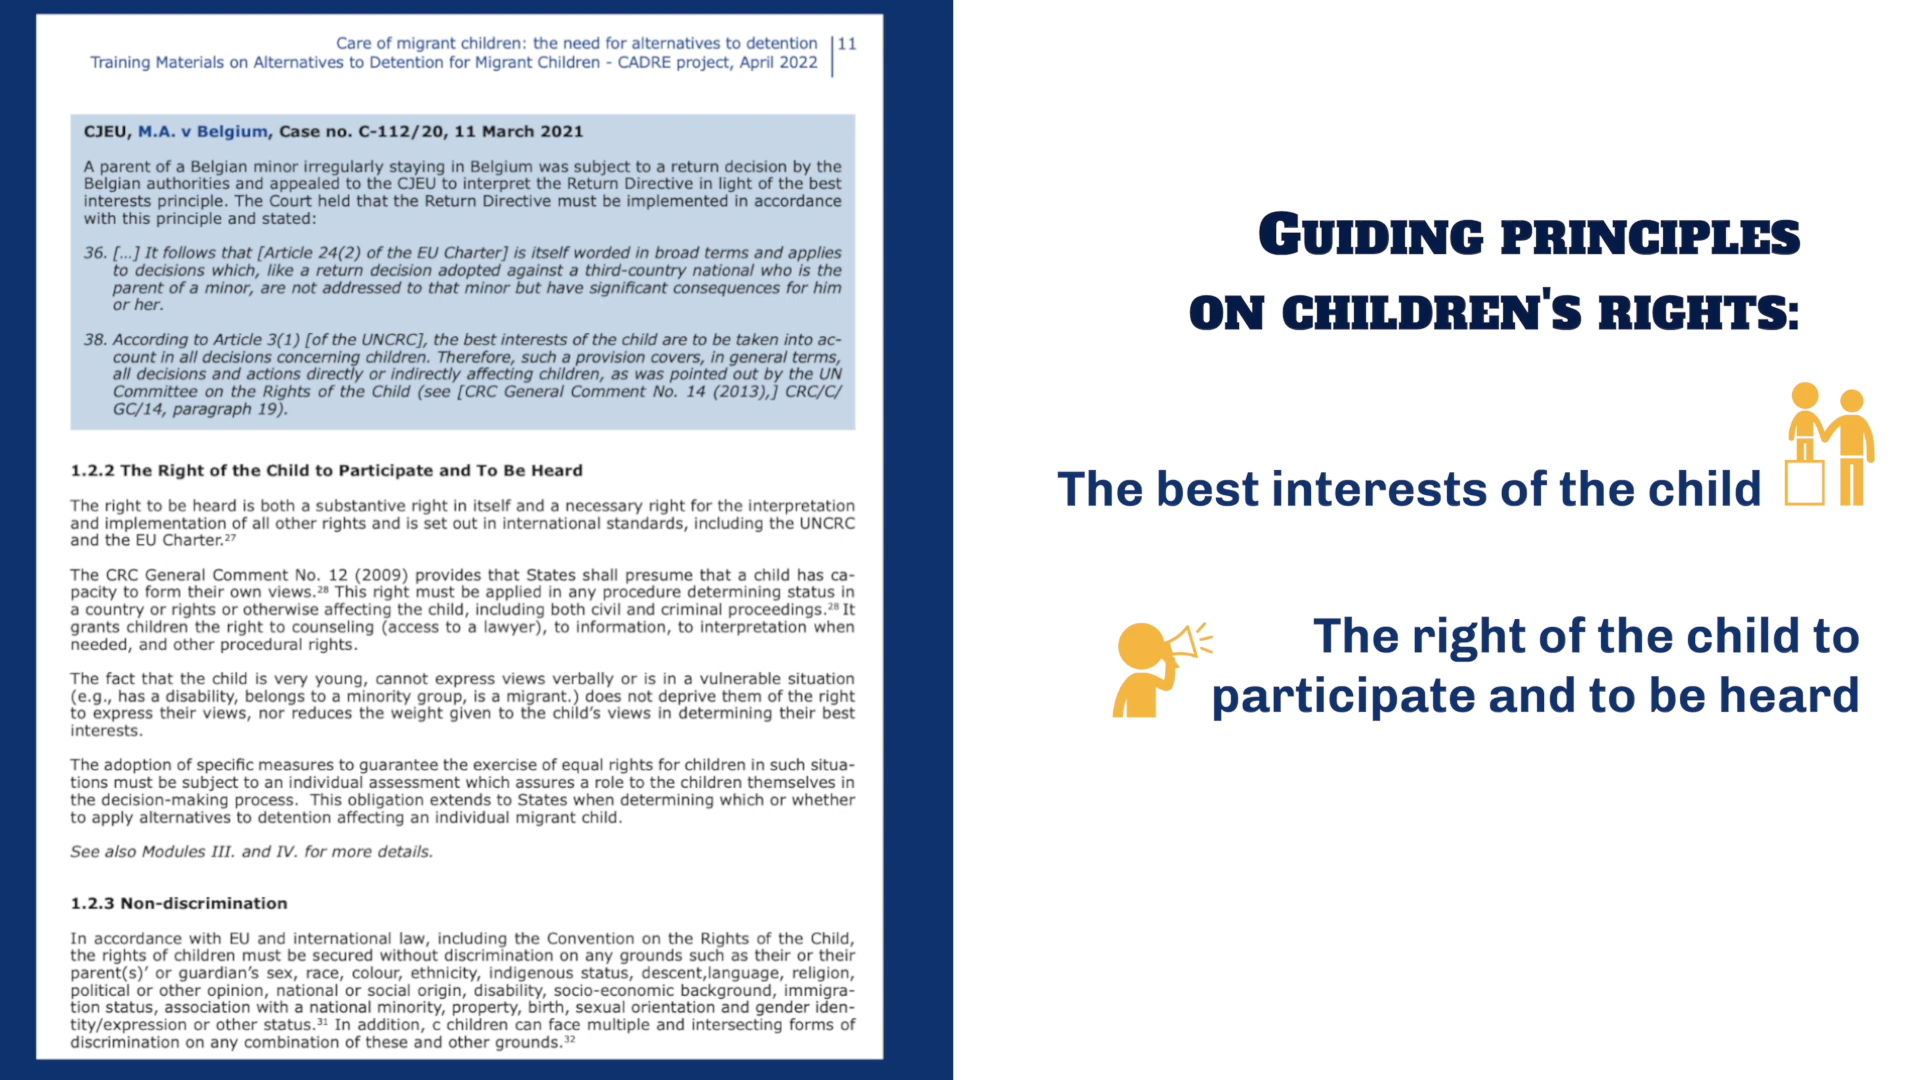 Care of migrant children: the need for alternatives to detention
Training Materials on Alternatives to Detention for Migrant Children - CADRE project, April 2022
11
CJEU, M.A. v Belgium, Case no. C-112/20, 11 March 2021
A parent of a Belgian minor irregularly staying in Belgium was subject to a return decision by the
Belgian authorities and appealed to the CJEU to interpret the Return Directive in light of the best
interests principle. The Court held that the Return Directive must be implemented in accordance
with this principle and stated:
36. […] It follows that [Article 24(2) of the EU Charter] is itself worded in broad terms and applies
to decisions which, like a return decision adopted against a third-country national who is the
parent of a minor, are not addressed to that minor but have significant consequences for him
or her.
38. According to Article 3(1) [of the UNCRC], the best interests of the child are to be taken into ac-
count in all decisions concerning children. Therefore, such a provision covers, in general terms,
all decisions and actions directly or indirectly affecting children, as was pointed out by the UN
Committee on the Rights of the Child (see [CRC General Comment No. 14 (2013),] CRC/C/
GC/14, paragraph 19).
1.2.2 The Right of the Child to Participate and To Be Heard
The right to be heard is both a substantive right in itself and a necessary right for the interpretation
and implementation of all other rights and is set out in international standards, including the UNCRC
and the EU Charter.²⁷
The CRC General Comment No. 12 (2009) provides that States shall presume that a child has ca-
pacity to form their own views.²⁸ This right must be applied in any procedure determining status in
a country or rights or otherwise affecting the child, including both civil and criminal proceedings.²⁸ It
grants children the right to counseling (access to a lawyer), to information, to interpretation when
needed, and other procedural rights.
The fact that the child is very young, cannot express views verbally or is in a vulnerable situation
(e.g., has a disability, belongs to a minority group, is a migrant.) does not deprive them of the right
to express their views, nor reduces the weight given to the child's views in determining their best
interests.
The adoption of specific measures to guarantee the exercise of equal rights for children in such situa-
tions must be subject to an individual assessment which assures a role to the children themselves in
the decision-making process. This obligation extends to States when determining which or whether
to apply alternatives to detention affecting an individual migrant child.
See also Modules III. and IV. for more details.
1.2.3 Non-discrimination
In accordance with EU and international law, including the Convention on the Rights of the Child,
the rights of children must be secured without discrimination on any grounds such as their or their
parent(s)' or guardian's sex, race, colour, ethnicity, indigenous status, descent,language, religion,
political or other opinion, national or social origin, disability, socio-economic background, immigra-
tion status, association with a national minority, property, birth, sexual orientation and gender iden-
tity/expression or other status.³¹ In addition, c children can face multiple and intersecting forms of
discrimination on any combination of these and other grounds.³²
GUIDING PRINCIPLES
ON CHILDREN'S RIGHTS:
The best interests of the child
The right of the child to
participate and to be heard